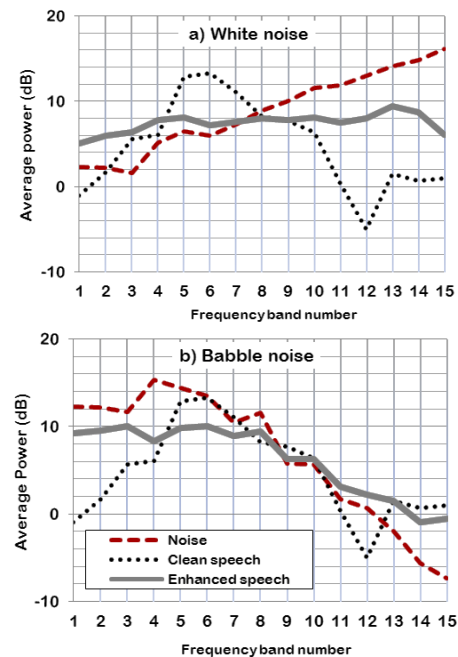 a) White noise
Average power (dB)
20
10
0
-10
1 2 3 4 5 6 7 8 9 10 11 12 13 14 15
Frequency band number
b) Babble noise
Average Power (dB)
20
10
0
-10
Noise
Clean speech
Enhanced speech
1 2 3 4 5 6 7 8 9 10 11 12 13 14 15
Frequency band number